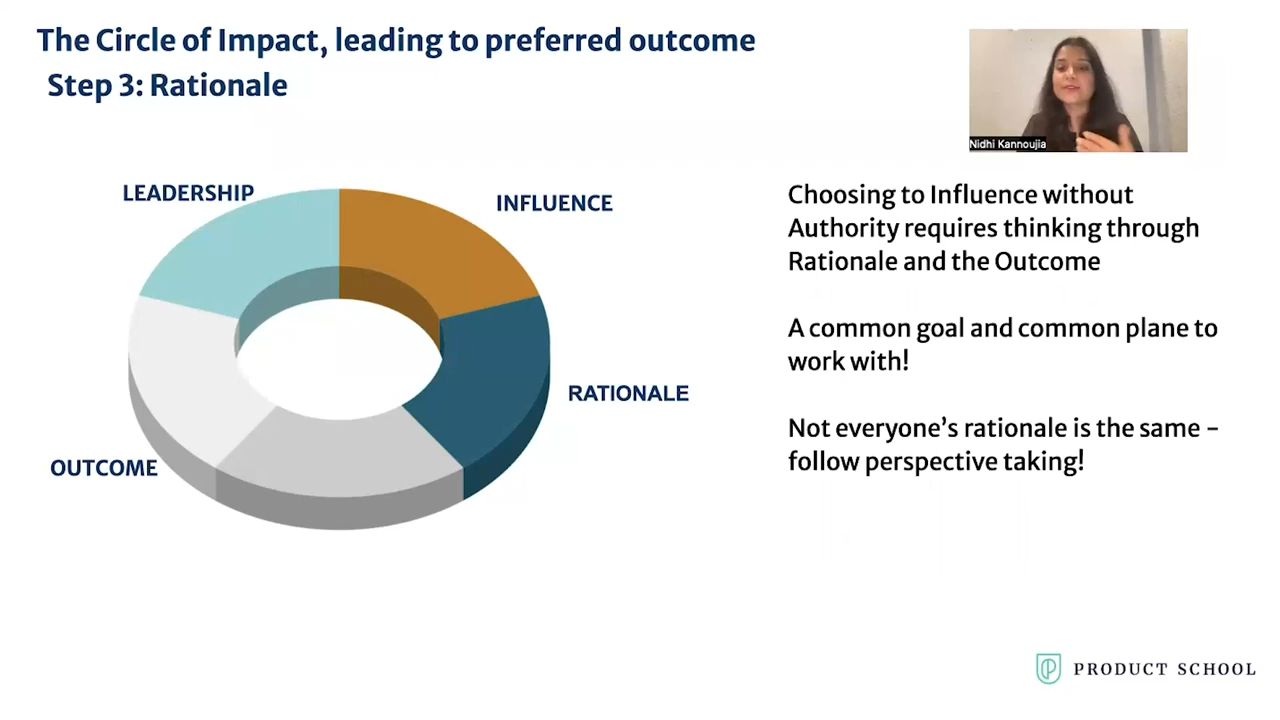 The Circle of Impact, leading to preferred outcome
Step 3: Rationale
Nidhi Kannoujia
LEADERSHIP
INFLUENCE
RATIONALE
OUTCOME
Choosing to Influence without
Authority requires thinking through
Rationale and the Outcome
A common goal and common plane to
work with!
Not everyone’s rationale is the same –
follow perspective taking!
PRODUCT SCHOOL